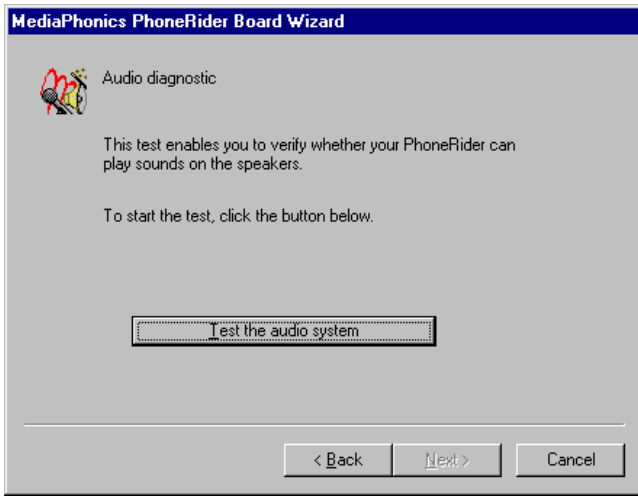 MediaPhonics PhoneRider Board Wizard
Audio diagnostic
This test enables you to verify whether your PhoneRider can
play sounds on the speakers.
To start the test, click the button below.
Test the audio system
< Back
Next >
Cancel